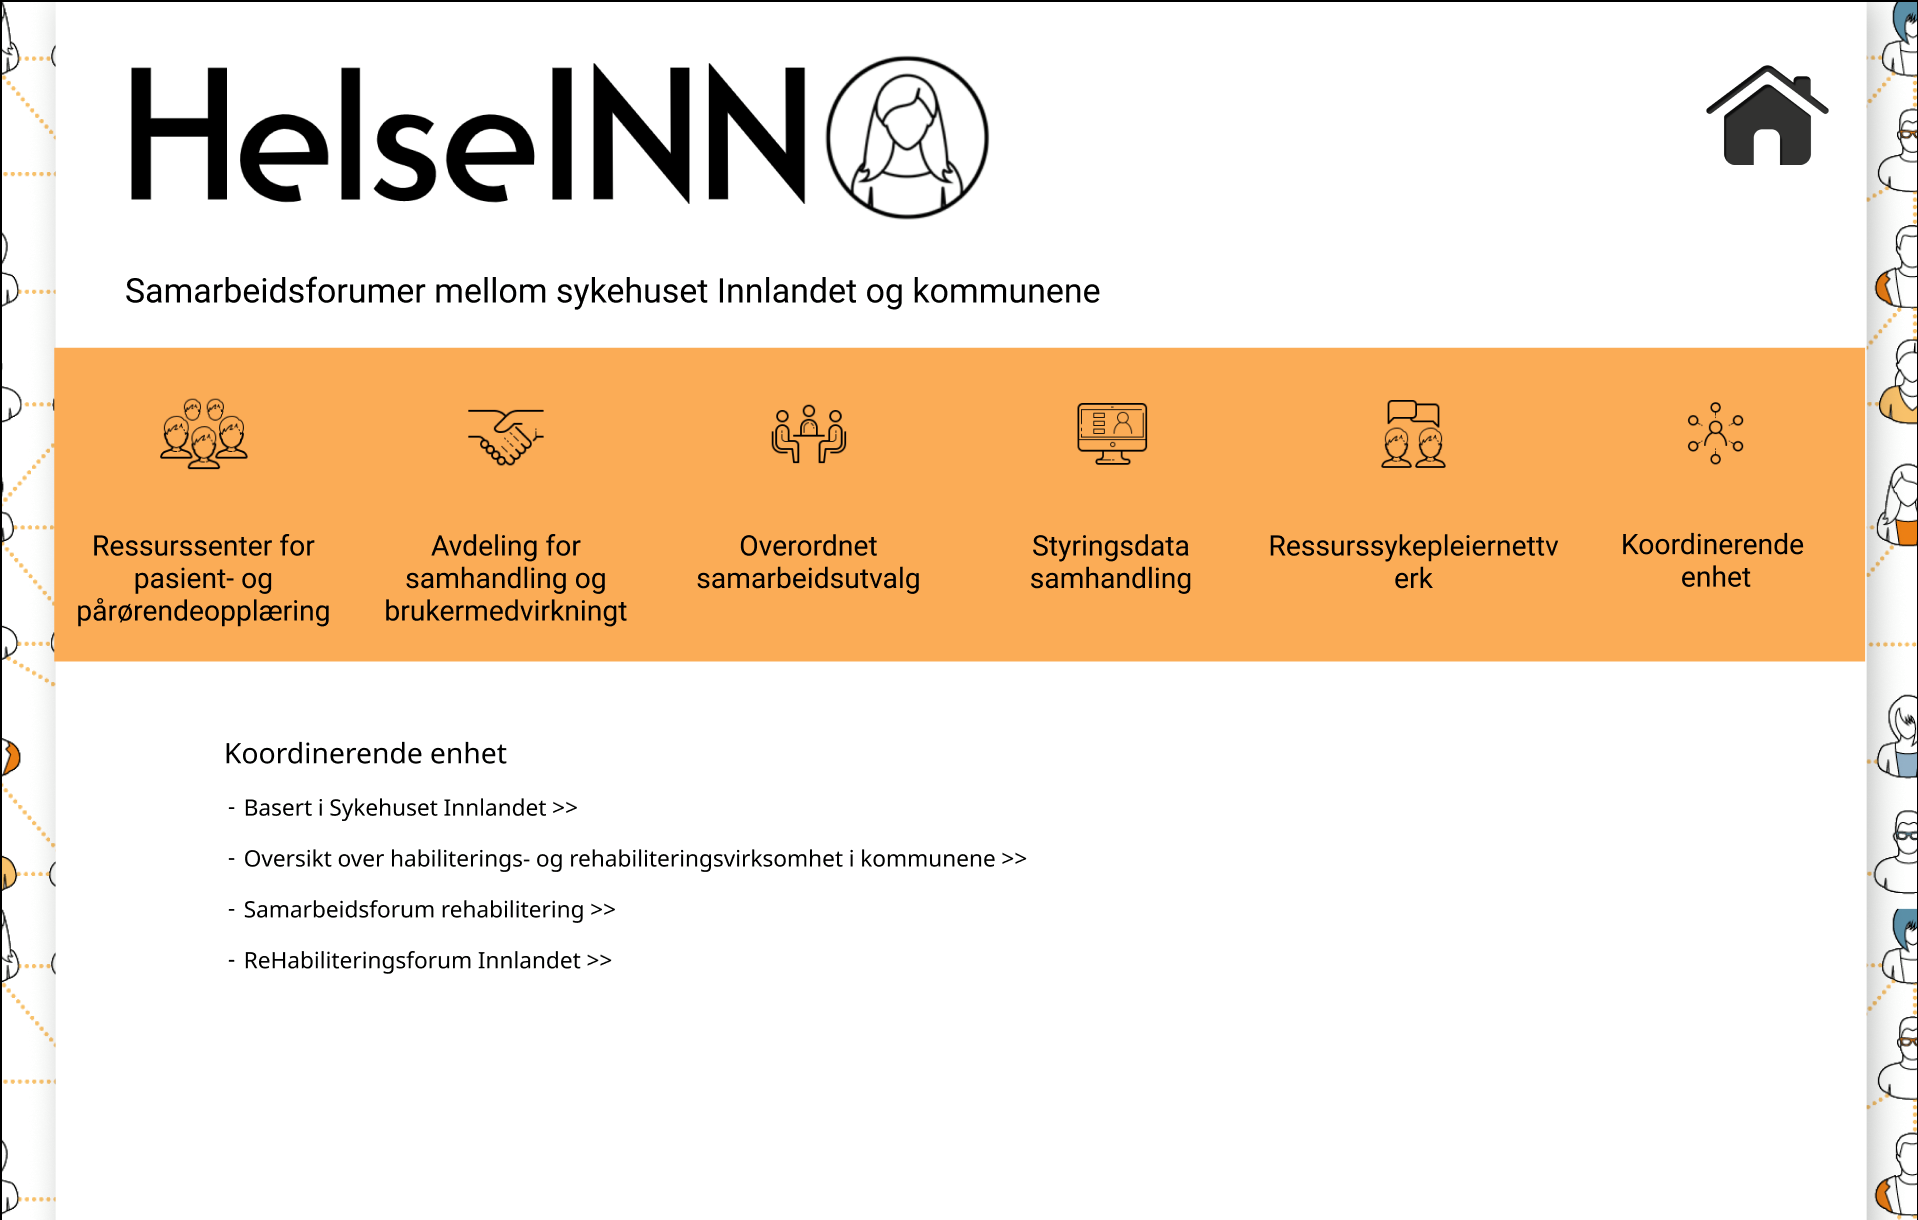 HelseINN
Samarbeidsforumer mellom sykehuset Innlandet og kommunene
Ressurssenter for
pasient- og
pårørendeopplæring
Avdeling for
samhandling og
brukermedvirkningt
Overordnet
samarbeidsutvalg
Styringsdata
samhandling
Ressurssykepleiernettv
erk
Koordinerende
enhet
Koordinerende enhet
- Basert i Sykehuset Innlandet >>
- Oversikt over habiliterings- og rehabiliteringsvirksomhet i kommunene >>
- Samarbeidsforum rehabilitering >>
- ReHabiliteringsforum Innlandet >>